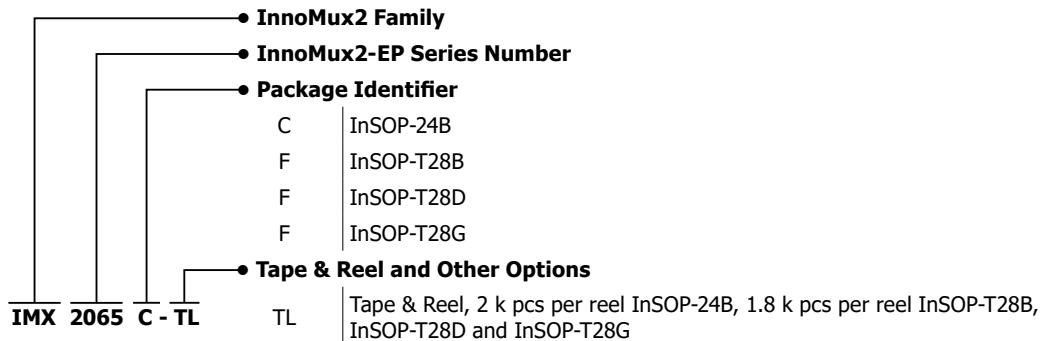 InnoMux2 Family
InnoMux2-EP Series Number
Package Identifier
C InSOP-24B
F InSOP-T28B
F InSOP-T28D
F InSOP-T28G
Tape & Reel and Other Options
IMX 2065 C - TL
TL Tape & Reel, 2 k pcs per reel InSOP-24B, 1.8 k pcs per reel InSOP-T28B,
InSOP-T28D and InSOP-T28G